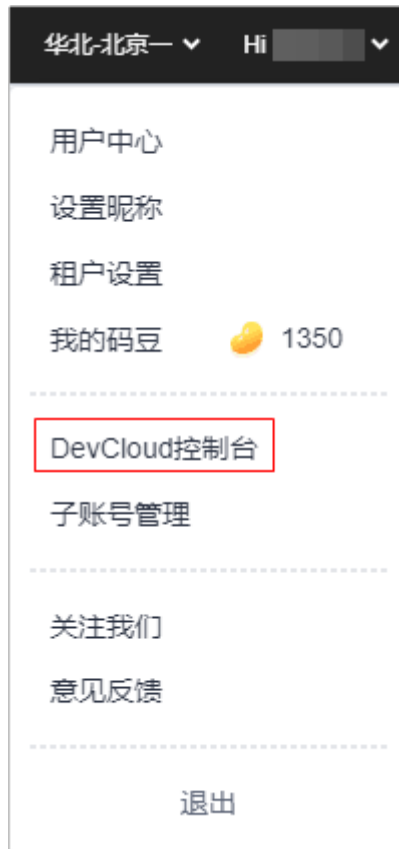 华北-北京一 Hi
用户中心
设置昵称
租户设置
我的码豆 1350
DevCloud控制台
子账号管理
关注我们
意见反馈
退出